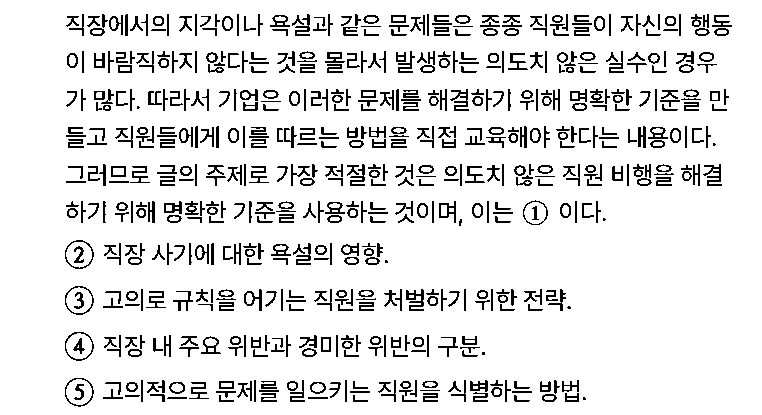 직장에서의 지각이나 욕설과 같은 문제들은 종종 직원들이 자신의 행동
이 바람직하지 않다는 것을 몰라서 발생하는 의도치 않은 실수인 경우
가 많다. 따라서 기업은 이러한 문제를 해결하기 위해 명확한 기준을 만
들고 직원들에게 이를 따르는 방법을 직접 교육해야 한다는 내용이다.
그러므로 글의 주제로 가장 적절한 것은 의도치 않은 직원 비행을 해결
하기 위해 명확한 기준을 사용하는 것이며, 이는 ① 이다.
② 직장 사기에 대한 욕설의 영향.
③ 고의로 규칙을 어기는 직원을 처벌하기 위한 전략.
④ 직장 내 주요 위반과 경미한 위반의 구분.
⑤ 고의적으로 문제를 일으키는 직원을 식별하는 방법.